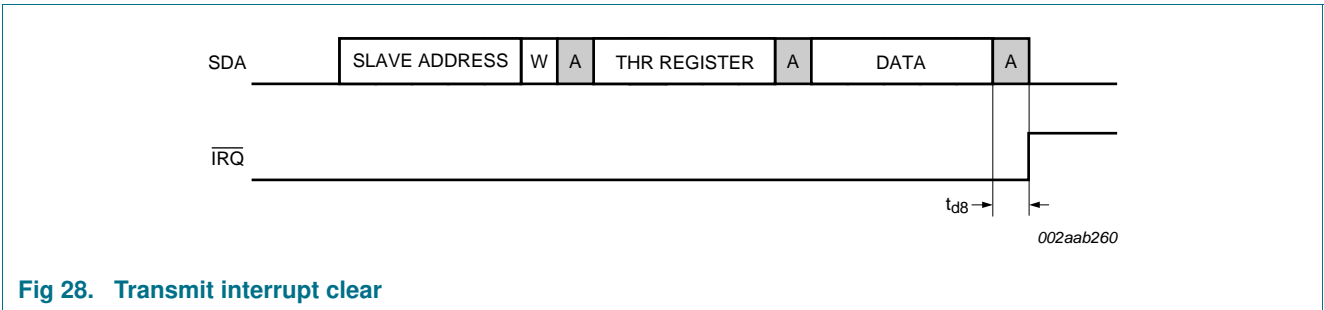 SDA SLAVE ADDRESS W A THR REGISTER A DATA A
IRQ
td8
002aab260
Fig 28. Transmit interrupt clear